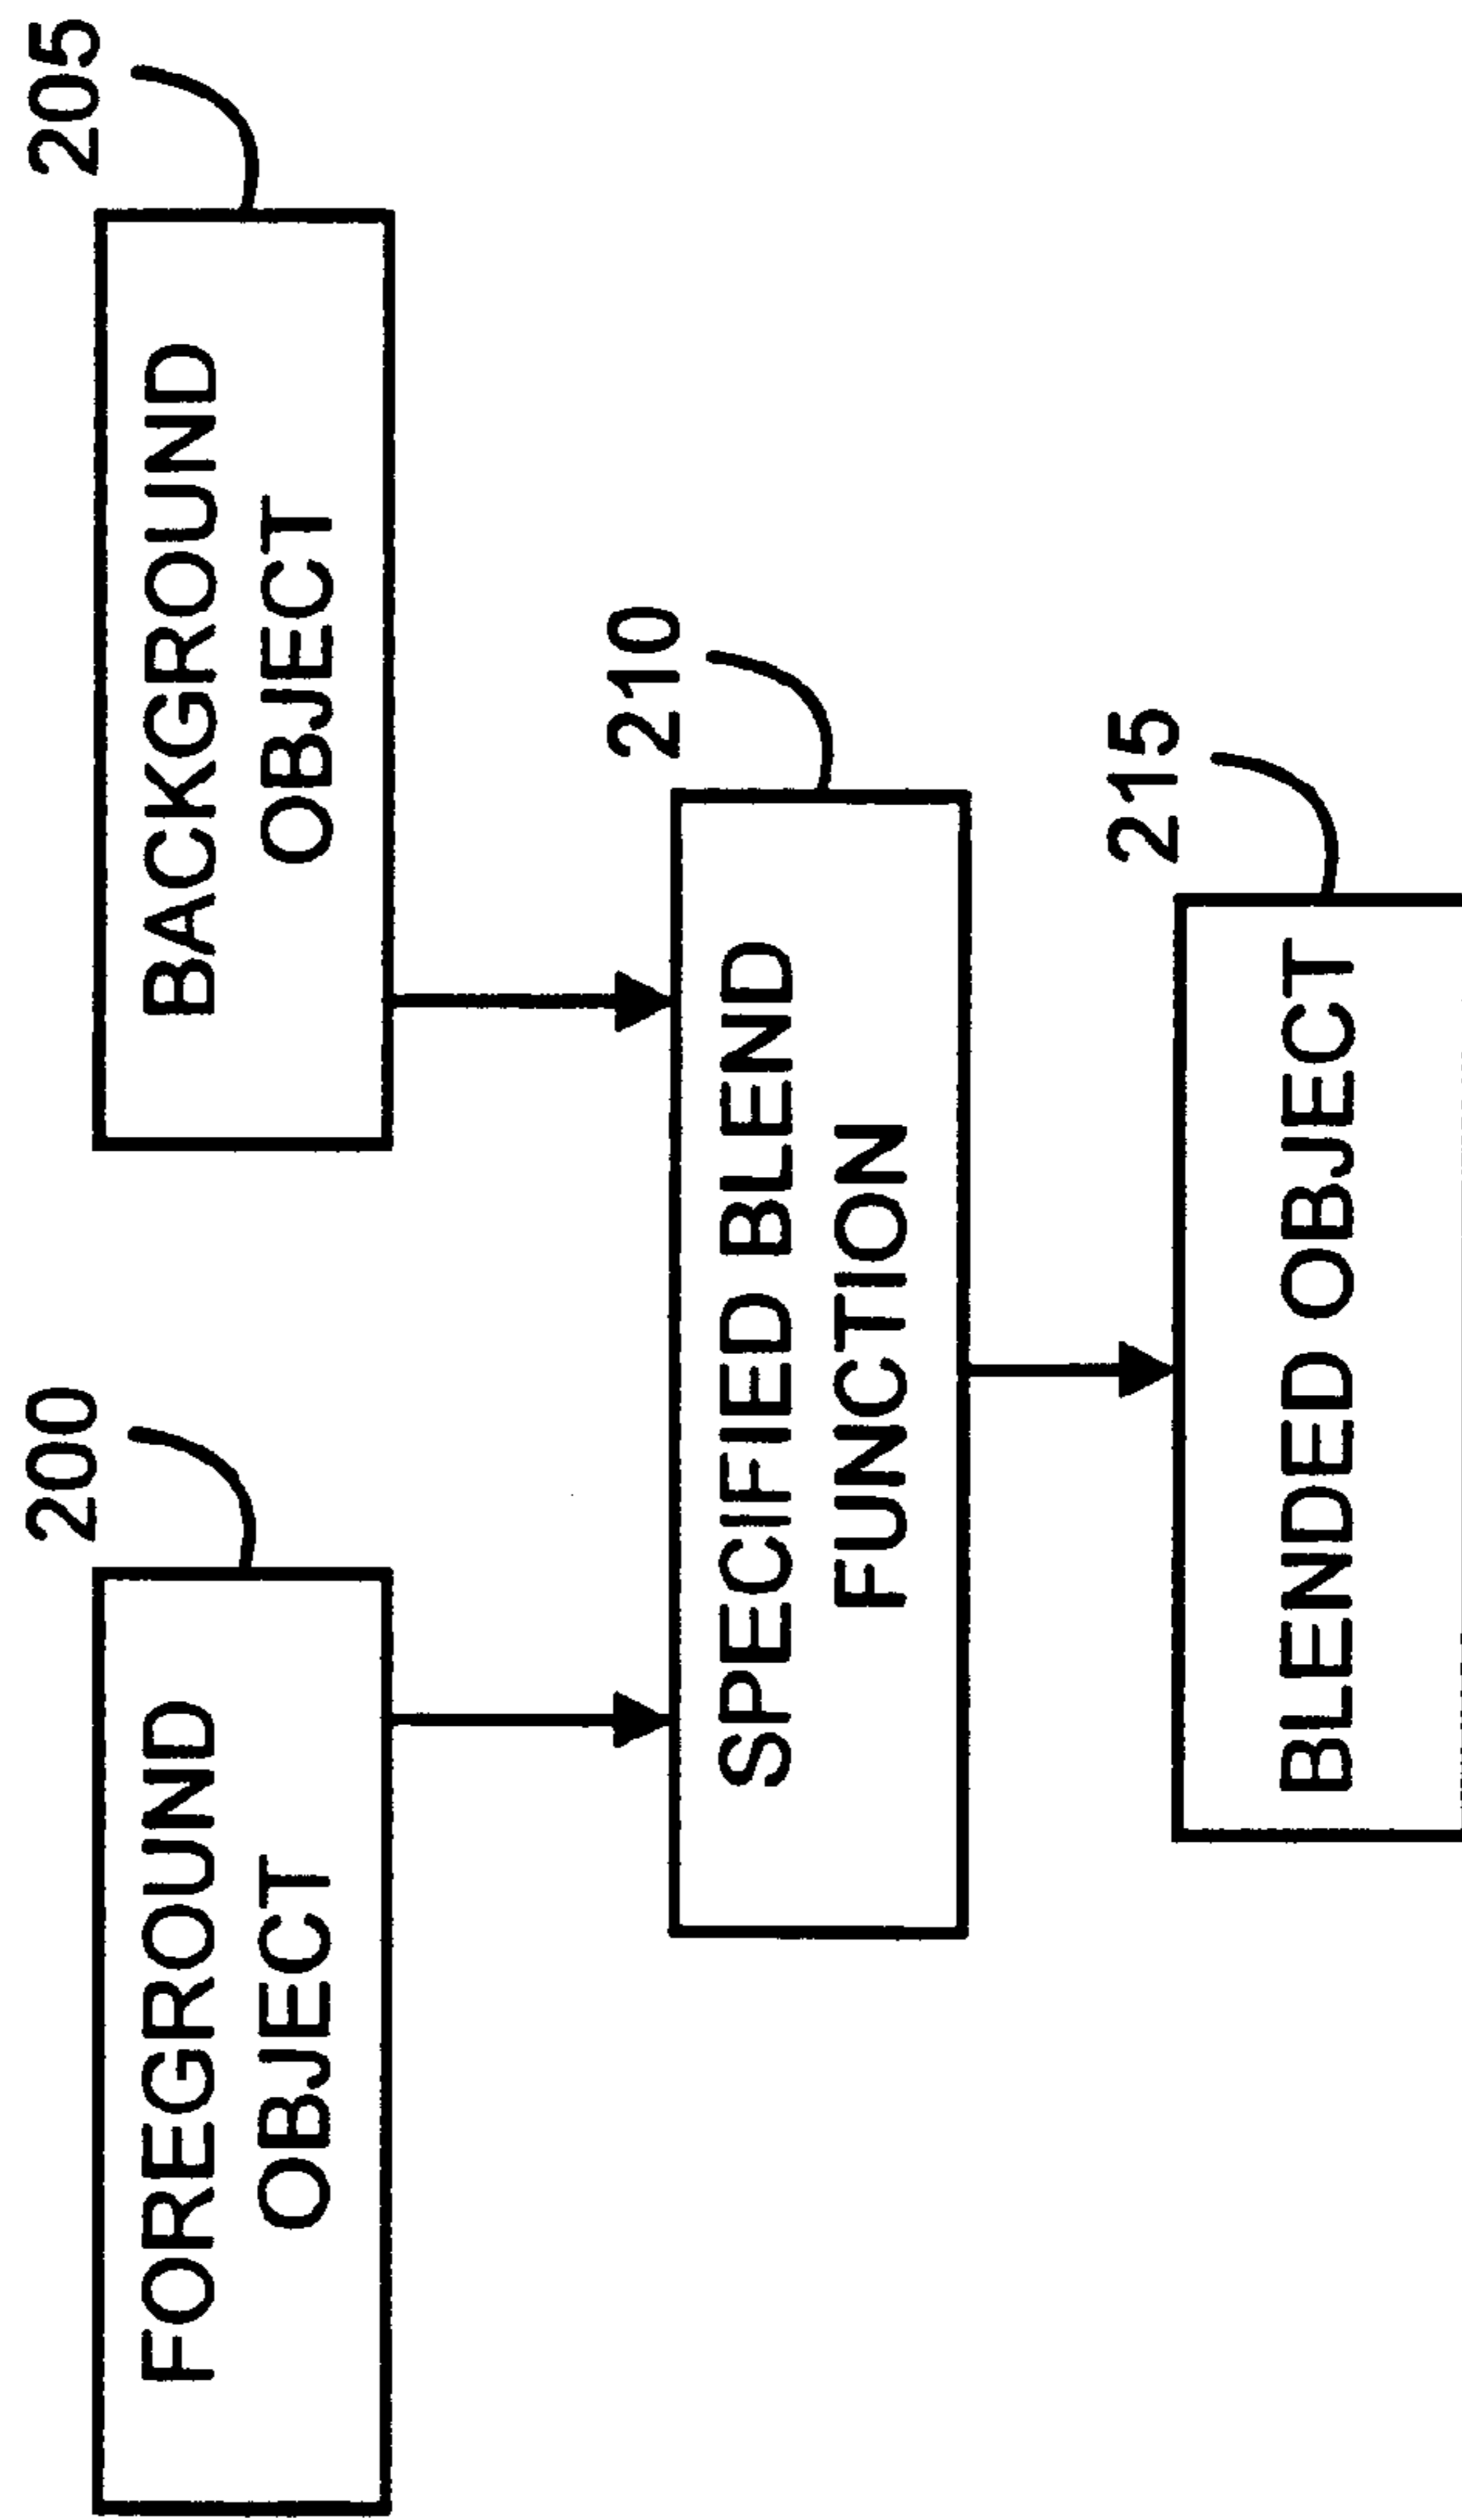 200
FOREGROUND
OBJECT
205
BACKGROUND
OBJECT
210
SPECIFIED BLEND
FUNCTION
215
BLENDED OBJECT